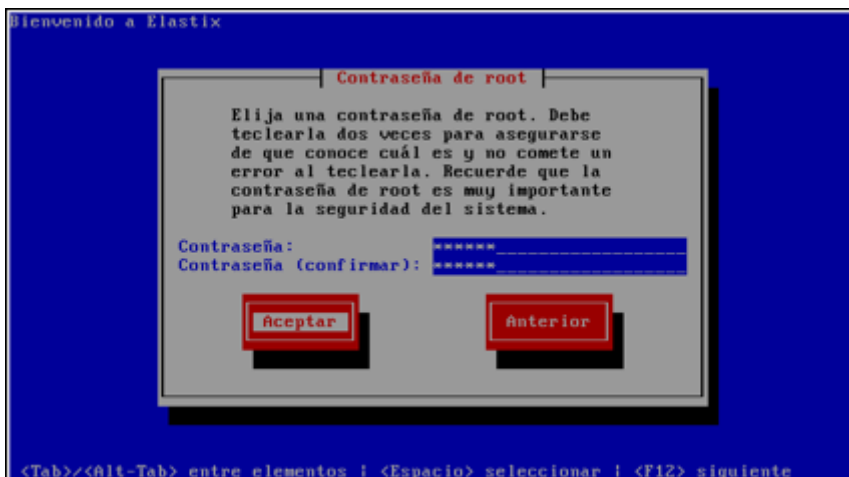 Bienvenido a Elastix
Contraseña de root
Elija una contraseña de root. Debe
teclearla dos veces para asegurarse
de que conoce cuál es y no comete un
error al teclearla. Recuerde que la
contraseña de root es muy importante
para la seguridad del sistema.
Contraseña: ******___________________
Contraseña (confirmar): ******___________________
Aceptar Anterior
<Tab>/<Alt-Tab> entre elementos | <Espacio> seleccionar | <F12> siguiente